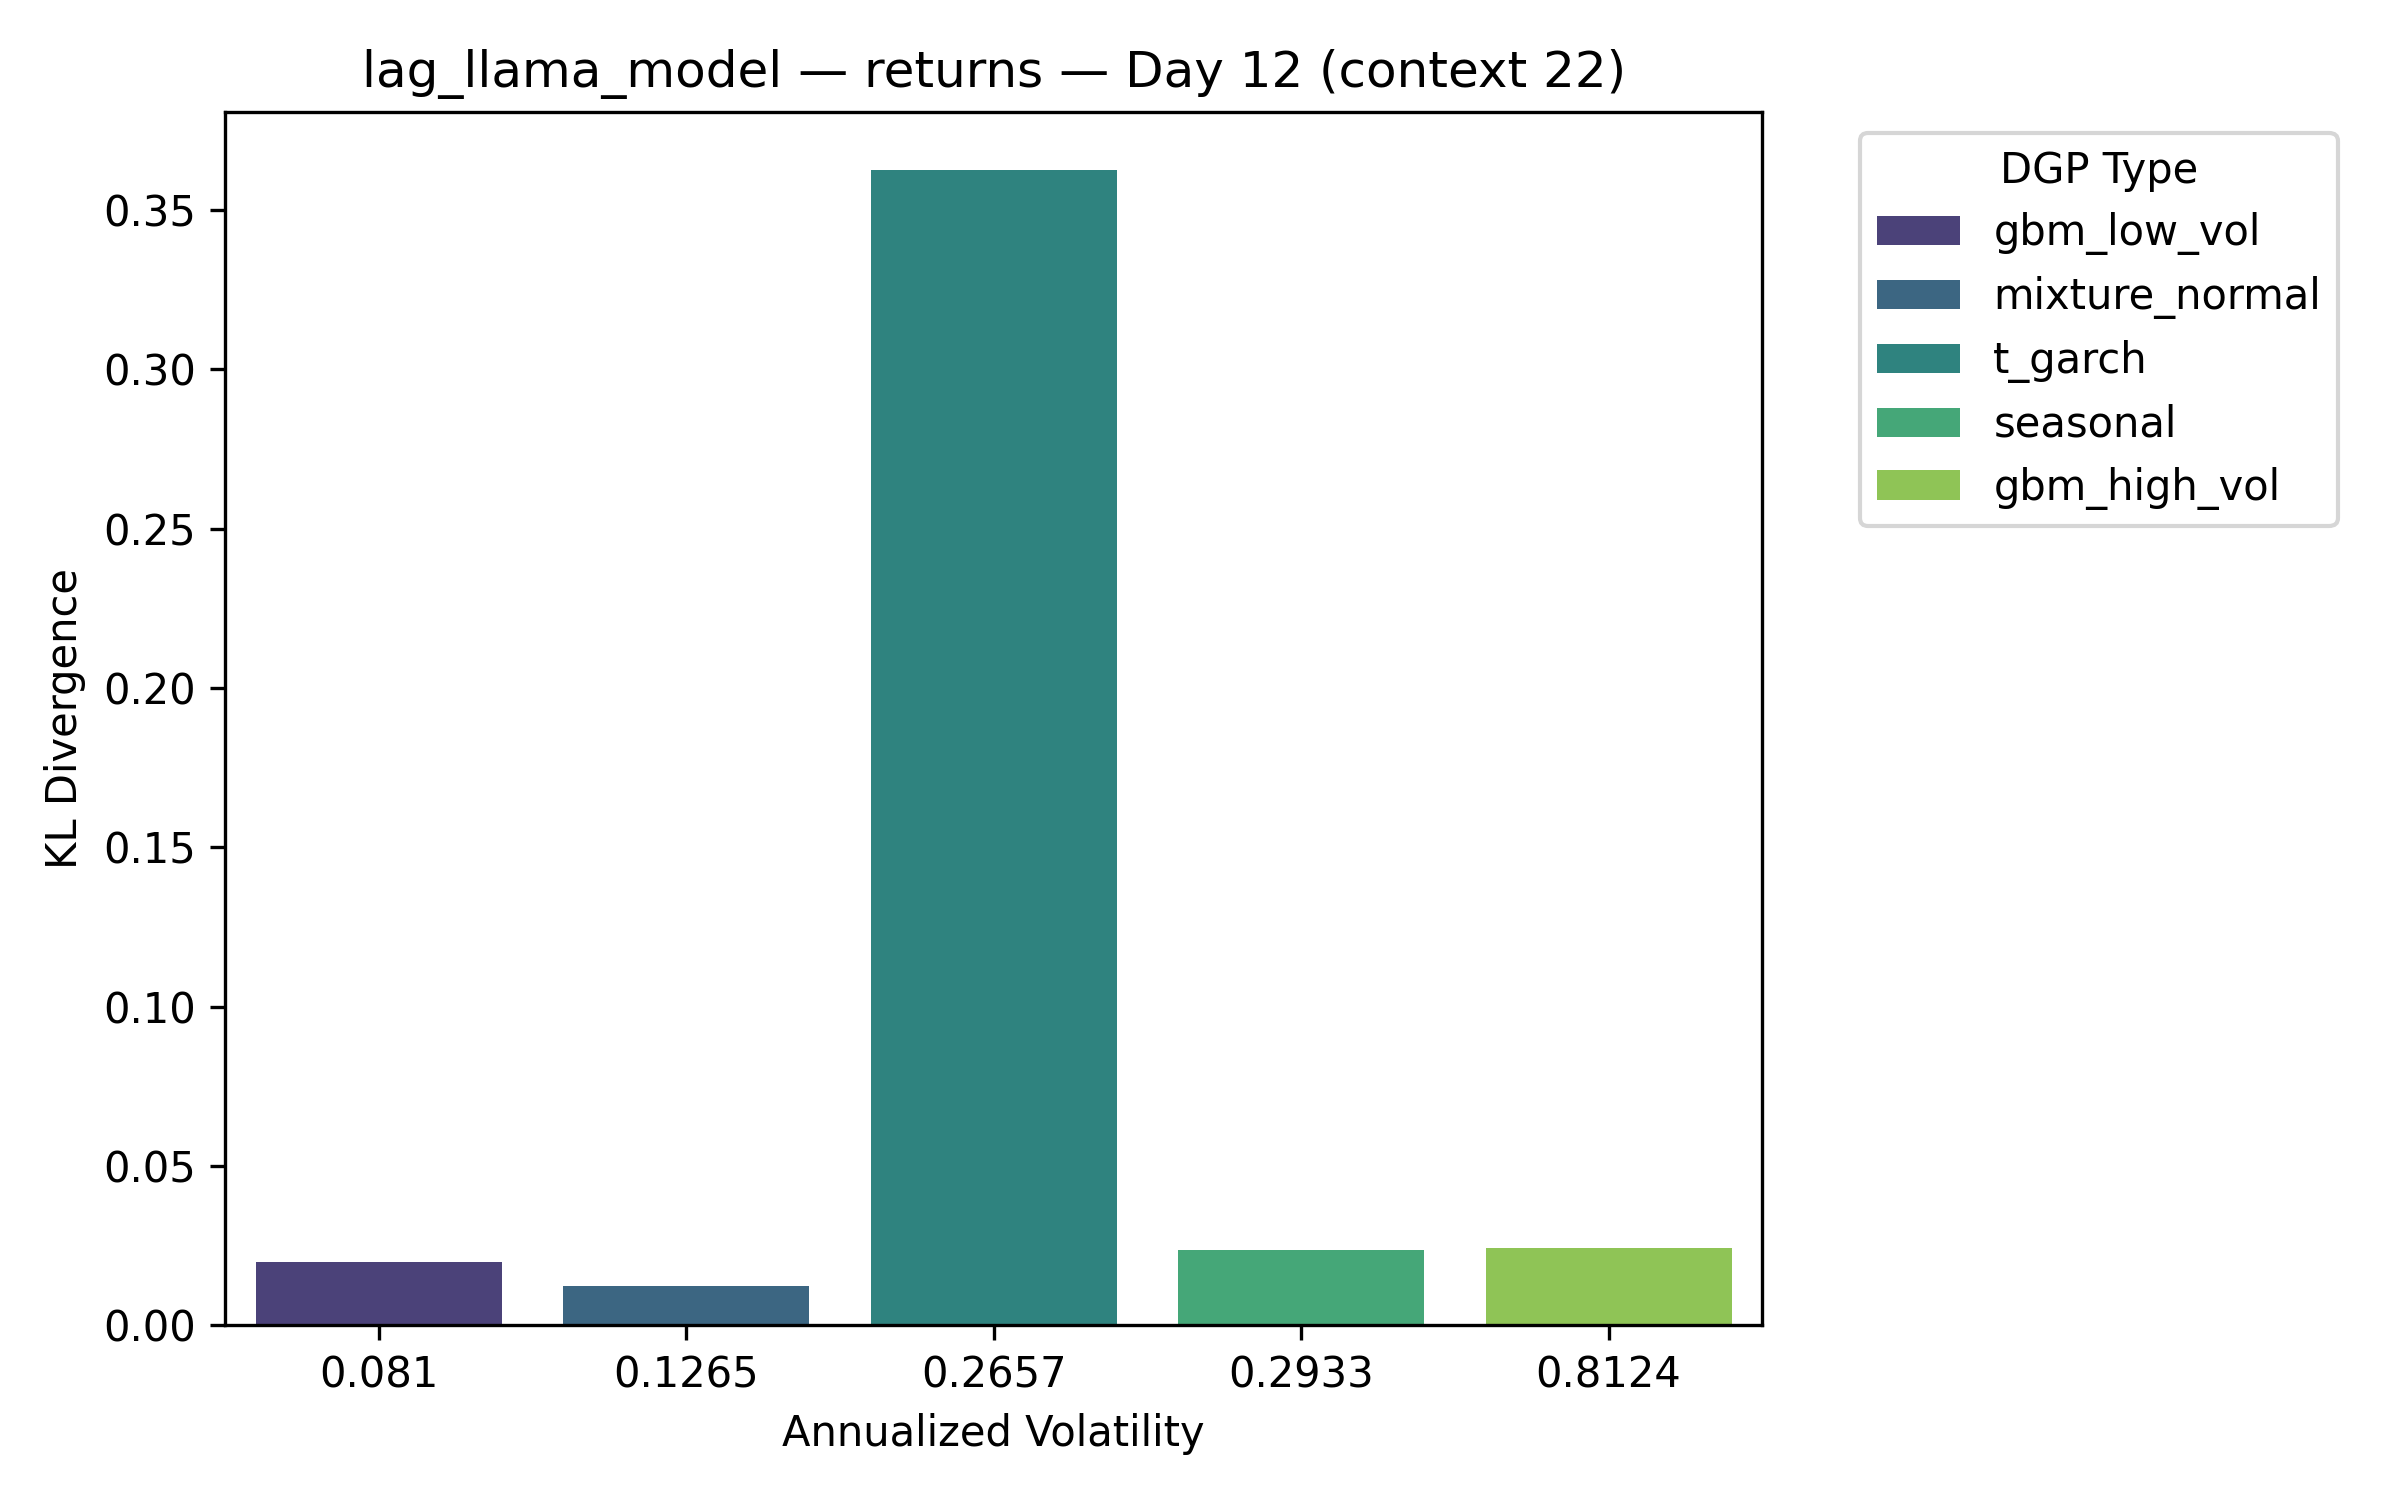 lag_llama_model — returns — Day 12 (context 22)
KL Divergence
0.35
0.30
0.25
0.20
0.15
0.10
0.05
0.00
0.081 0.1265 0.2657 0.2933 0.8124
Annualized Volatility
DGP Type
gbm_low_vol
mixture_normal
t_garch
seasonal
gbm_high_vol